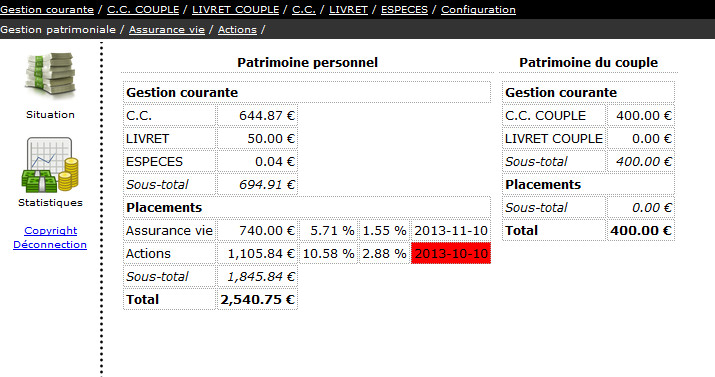 Gestion courante / C.C. COUPLE / LIVRET COUPLE / C.C. / LIVRET / ESPECES / Configuration
Gestion patrimoniale / Assurance vie / Actions /
Situation
Statistiques
Copyright
Déconnection
Patrimoine personnel
Gestion courante
C.C. 644.87 €
LIVRET 50.00 €
ESPECES 0.04 €
Sous-total 694.91 €
Placements
Assurance vie 740.00 € 5.71 % 1.55 % 2013-11-10
Actions 1,105.84 € 10.58 % 2.88 % 2013-10-10
Sous-total 1,845.84 €
Total 2,540.75 €
Patrimoine du couple
Gestion courante
C.C. COUPLE 400.00 €
LIVRET COUPLE 0.00 €
Sous-total 400.00 €
Placements
Sous-total 0.00 €
Total 400.00 €